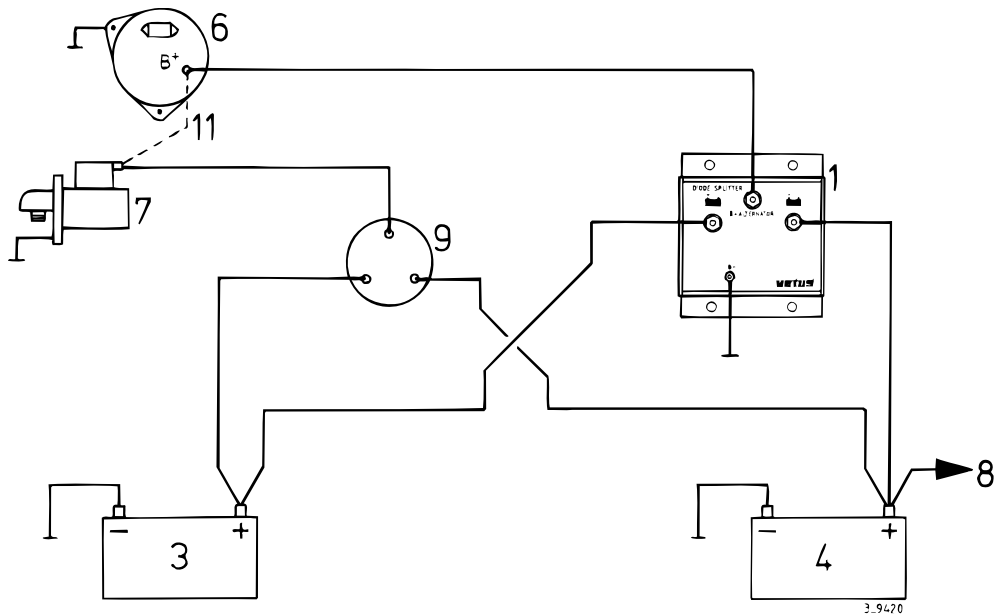 6
B+
11
7
9
1
DIODE SPLITTER
B+ALTERNATOR
B-
vetus
8
- +
3
- +
4
3_9420